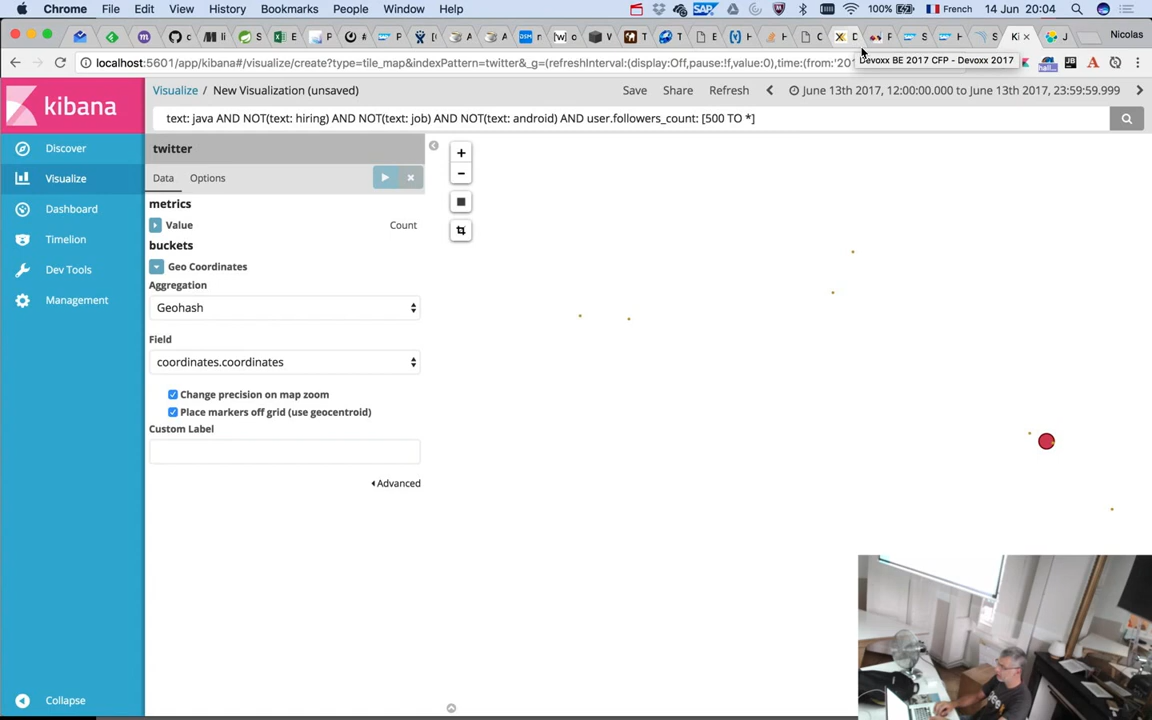 Chrome File Edit View History Bookmarks People Window Help SAP 100% French 14 Jun 20:04
Ki Nicolas
localhost:5601/app/kibana#/visualize/create?type=tile_map&indexPattern=twitter&_g=(refreshInterval:(display:Off,pause:!f,value:0),time:(from:'201
Devoxx BE 2017 CFP - Devoxx 2017
kibana
Visualize / New Visualization (unsaved) Save Share Refresh June 13th 2017, 12:00:00.000 to June 13th 2017, 23:59:59.999
text: java AND NOT(text: hiring) AND NOT(text: job) AND NOT(text: android) AND user.followers_count: [500 TO *]
Discover
Visualize
Dashboard
Timelion
Dev Tools
Management
Collapse
twitter
Data Options
metrics
Value Count
buckets
Geo Coordinates
Aggregation
Geohash
Field
coordinates.coordinates
Change precision on map zoom
Place markers off grid (use geocentroid)
Custom Label
Advanced
+
−